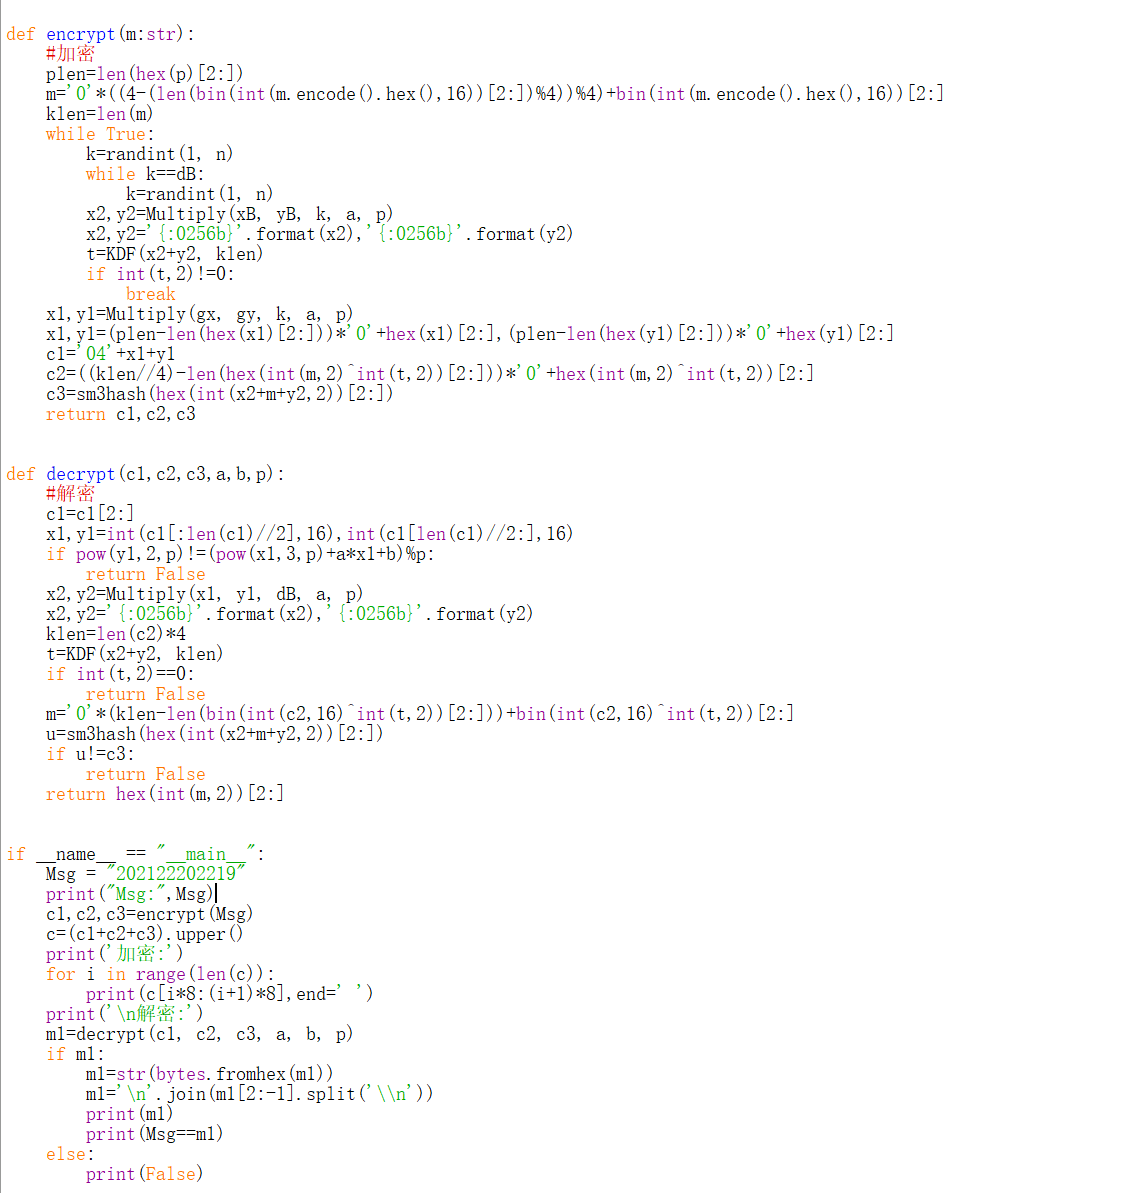 def encrypt(m:str):
    #加密
    plen=len(hex(p)[2:])
    m='0'*((4-(len(bin(int(m.encode().hex(),16))[2:])%4))%4)+bin(int(m.encode().hex(),16))[2:]
    klen=len(m)
    while True:
        k=randint(1, n)
        while k==dB:
            k=randint(1, n)
        x2,y2=Multiply(xB, yB, k, a, p)
        x2,y2='{:0256b}'.format(x2),'{:0256b}'.format(y2)
        t=KDF(x2+y2, klen)
        if int(t,2)!=0:
            break
    x1,y1=Multiply(gx, gy, k, a, p)
    x1,y1=(plen-len(hex(x1)[2:]))*'0'+hex(x1)[2:],(plen-len(hex(y1)[2:]))*'0'+hex(y1)[2:]
    c1='04'+x1+y1
    c2=((klen//4)-len(hex(int(m,2)^int(t,2))[2:]))*'0'+hex(int(m,2)^int(t,2))[2:]
    c3=sm3hash(hex(int(x2+m+y2,2))[2:])
    return c1,c2,c3
def decrypt(c1,c2,c3,a,b,p):
    #解密
    c1=c1[2:]
    x1,y1=int(c1[:len(c1)//2],16),int(c1[len(c1)//2:],16)
    if pow(y1,2,p)!=(pow(x1,3,p)+a*x1+b)%p:
        return False
    x2,y2=Multiply(x1, y1, dB, a, p)
    x2,y2='{:0256b}'.format(x2),'{:0256b}'.format(y2)
    klen=len(c2)*4
    t=KDF(x2+y2, klen)
    if int(t,2)==0:
        return False
    m='0'*(klen-len(bin(int(c2,16)^int(t,2))[2:]))+bin(int(c2,16)^int(t,2))[2:]
    u=sm3hash(hex(int(x2+m+y2,2))[2:])
    if u!=c3:
        return False
    return hex(int(m,2))[2:]
if __name__ == "__main__":
    Msg = "202122202219"
    print("Msg:",Msg)
    c1,c2,c3=encrypt(Msg)
    c=(c1+c2+c3).upper()
    print('加密:')
    for i in range(len(c)):
        print(c[i*8:(i+1)*8],end=' ')
    print('\n解密:')
    m1=decrypt(c1, c2, c3, a, b, p)
    if m1:
        m1=str(bytes.fromhex(m1))
        m1='\n'.join(m1[2:-1].split('\\n'))
        print(m1)
        print(Msg==m1)
    else:
        print(False)